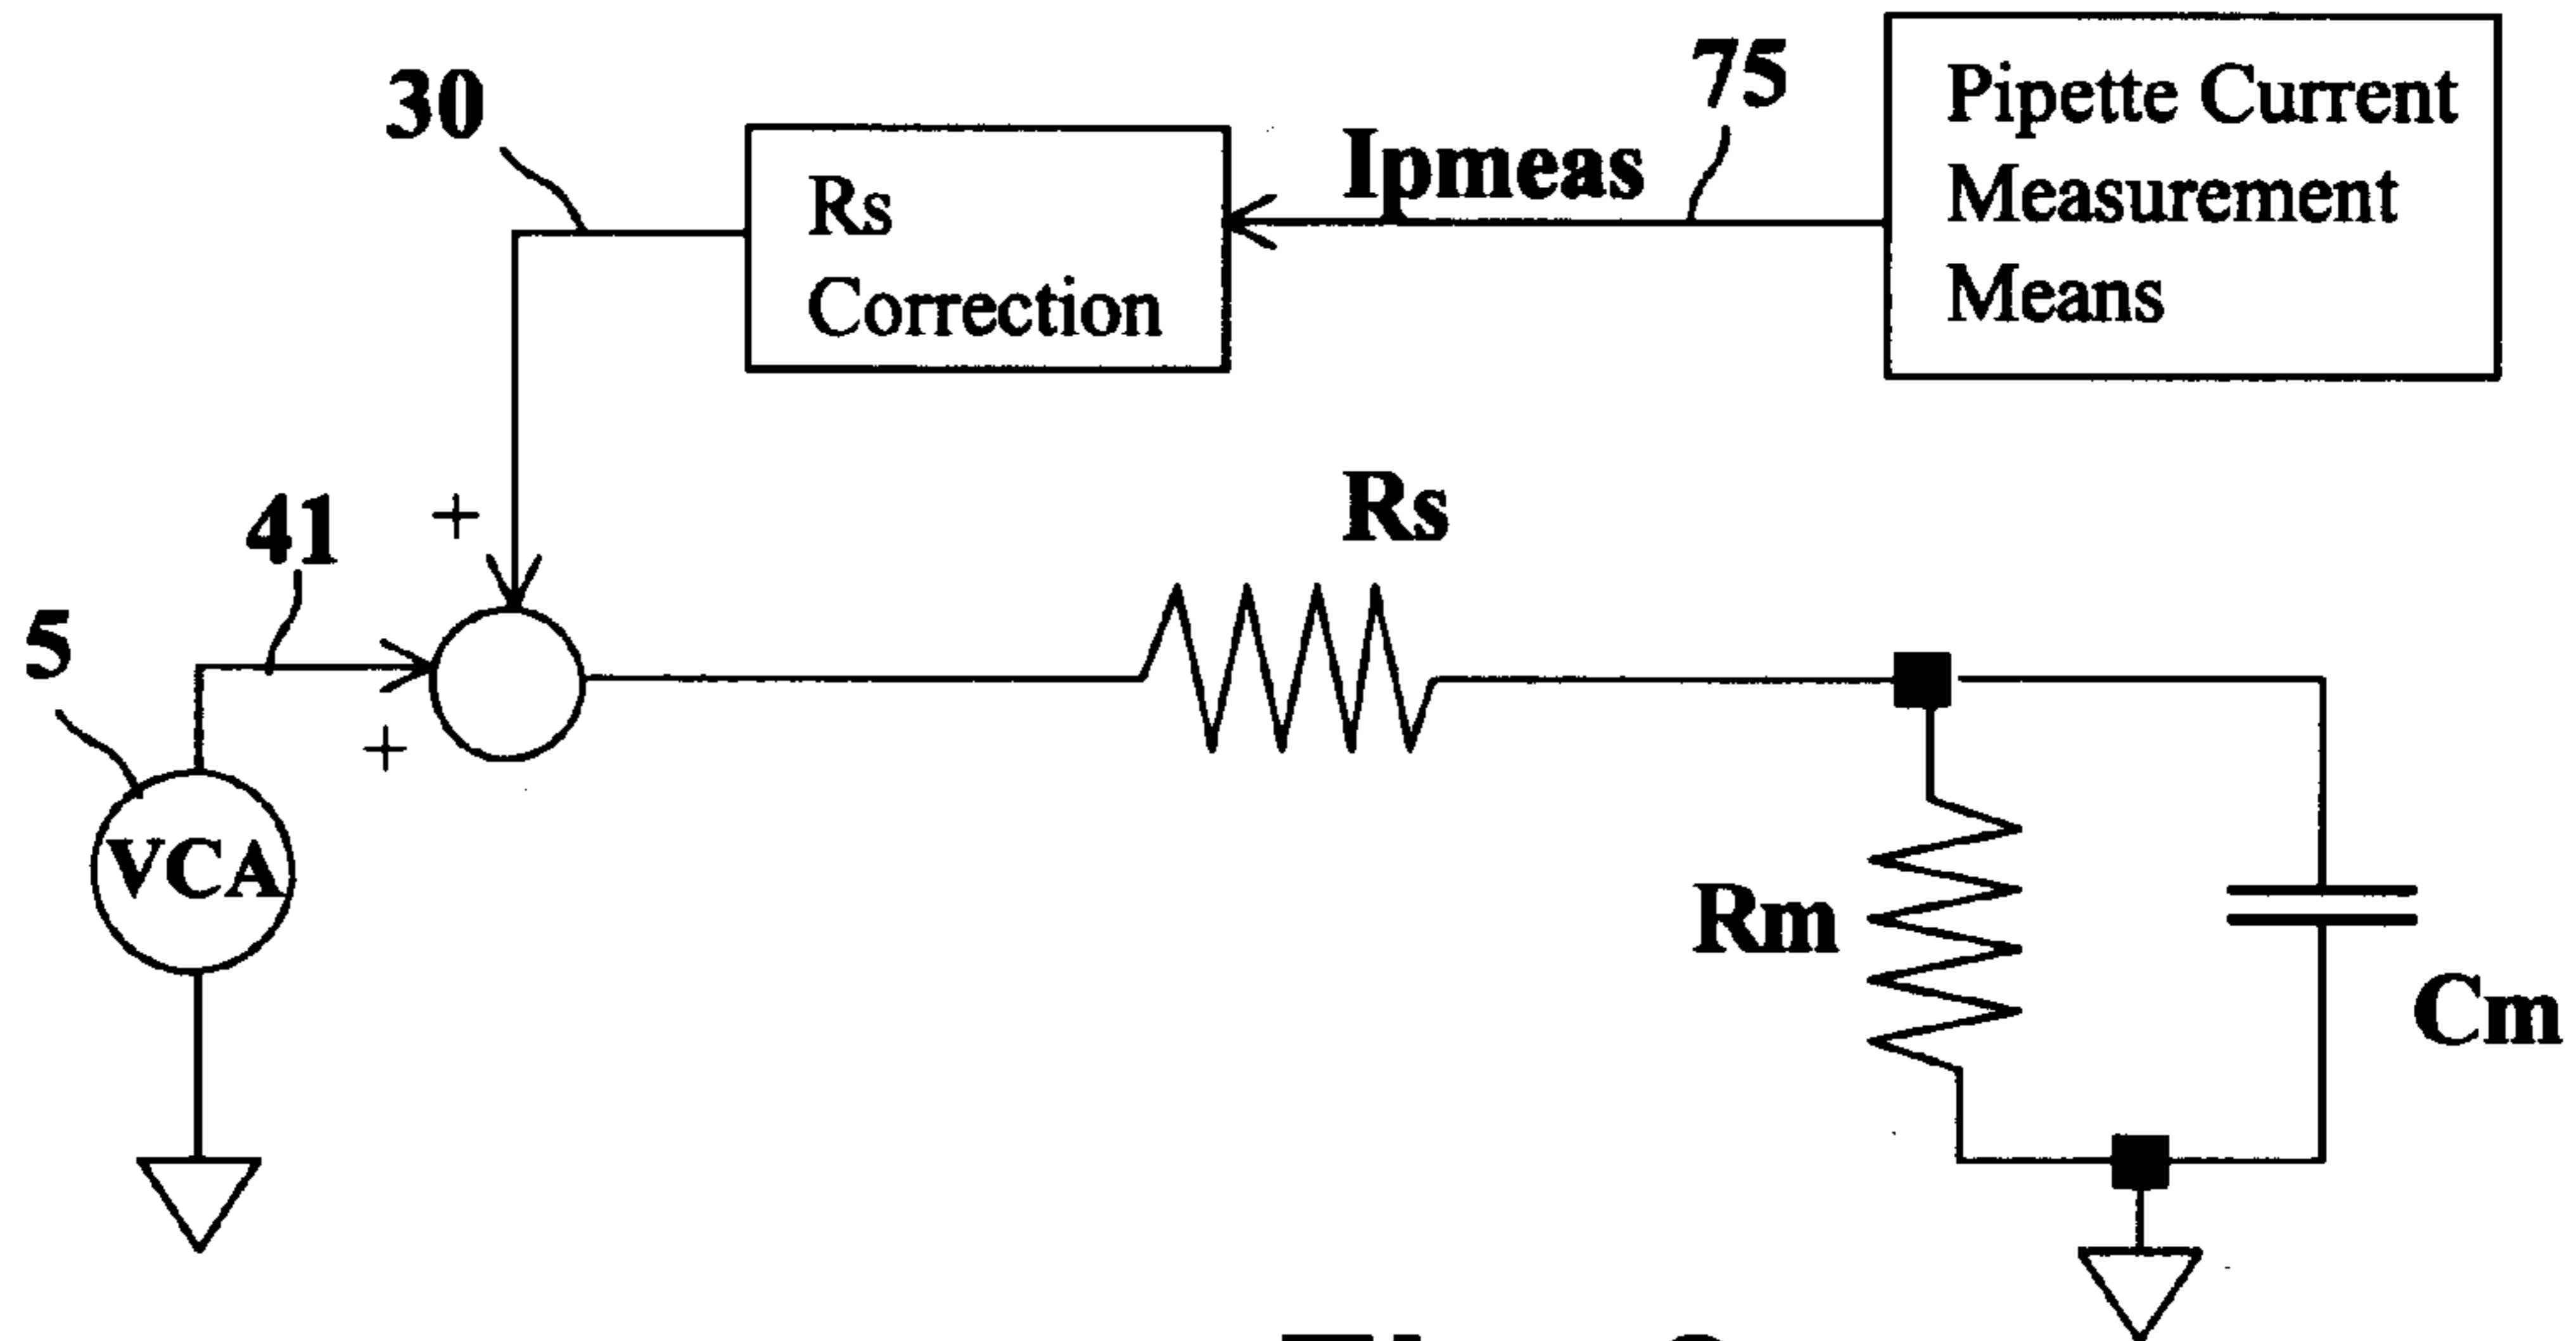 30
75
Pipette Current
Measurement
Means
Rs
Correction
Ipmeas
41
+
Rs
5
+
VCA
Rm
Cm